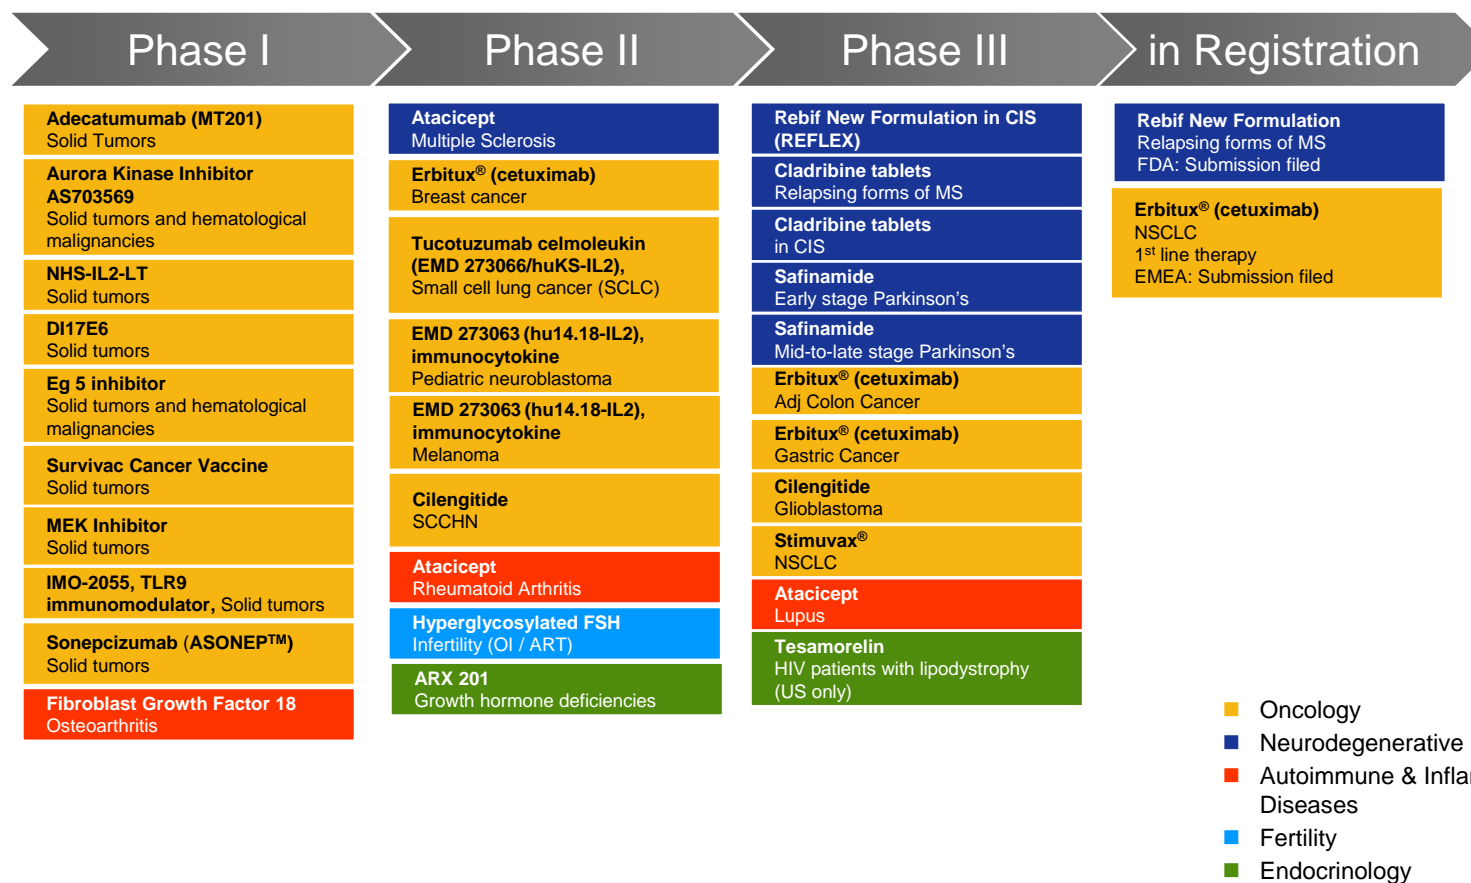 Phase I
Phase II
Phase III
in Registration
Adecatumumab (MT201)
Solid Tumors
Aurora Kinase Inhibitor
AS703569
Solid tumors and hematological
malignancies
NHS-IL2-LT
Solid tumors
DI17E6
Solid tumors
Eg 5 inhibitor
Solid tumors and hematological
malignancies
Survivac Cancer Vaccine
Solid tumors
MEK Inhibitor
Solid tumors
IMO-2055, TLR9
immunomodulator, Solid tumors
Sonepcizumab (ASONEP™)
Solid tumors
Fibroblast Growth Factor 18
Osteoarthritis
Atacicept
Multiple Sclerosis
Erbitux® (cetuximab)
Breast cancer
Tucotuzumab celmoleukin
(EMD 273066/huKS-IL2),
Small cell lung cancer (SCLC)
EMD 273063 (hu14.18-IL2),
immunocytokine
Pediatric neuroblastoma
EMD 273063 (hu14.18-IL2),
immunocytokine
Melanoma
Cilengitide
SCCHN
Atacicept
Rheumatoid Arthritis
Hyperglycosylated FSH
Infertility (OI / ART)
ARX 201
Growth hormone deficiencies
Rebif New Formulation in CIS
(REFLEX)
Cladribine tablets
Relapsing forms of MS
Cladribine tablets
in CIS
Safinamide
Early stage Parkinson's
Safinamide
Mid-to-late stage Parkinson's
Erbitux® (cetuximab)
Adj Colon Cancer
Erbitux® (cetuximab)
Gastric Cancer
Cilengitide
Glioblastoma
Stimuvax®
NSCLC
Atacicept
Lupus
Tesamorelin
HIV patients with lipodystrophy
(US only)
Rebif New Formulation
Relapsing forms of MS
FDA: Submission filed
Erbitux® (cetuximab)
NSCLC
1st line therapy
EMEA: Submission filed
Oncology
Neurodegenerative
Autoimmune & Infla
Diseases
Fertility
Endocrinology